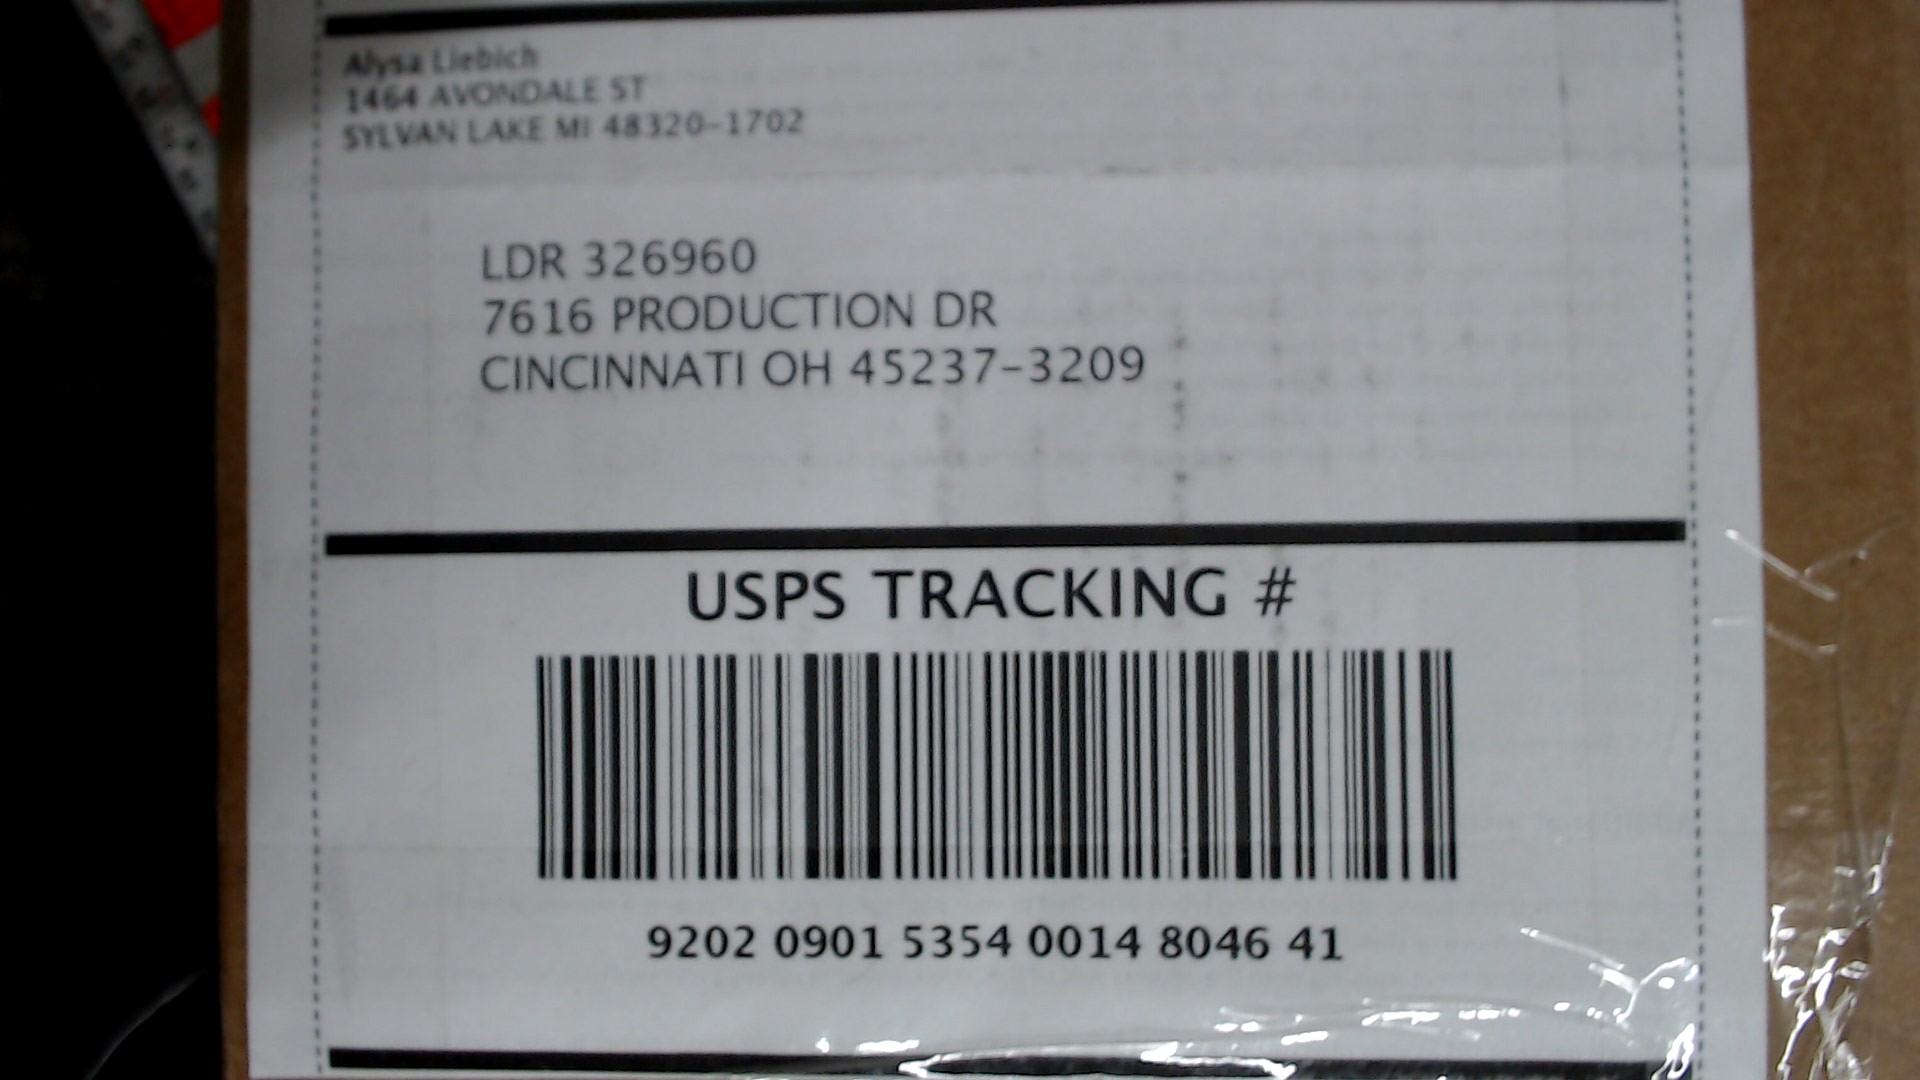 Alysa Liebich
1464 AVONDALE ST
SYLVAN LAKE MI 48320-1702
LDR 326960
7616 PRODUCTION DR
CINCINNATI OH 45237-3209
USPS TRACKING #
9202 0901 5354 0014 8046 41